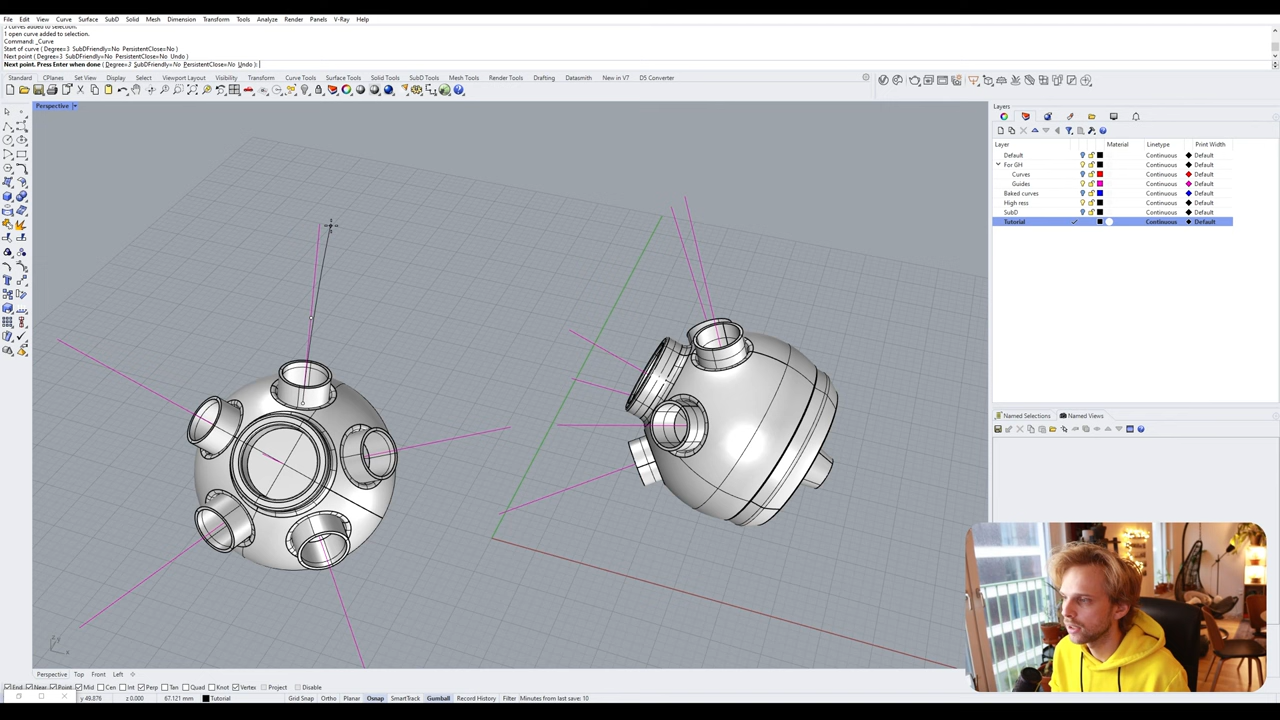 File Edit View Curve Surface SubD Solid Mesh Dimension Transform Tools Analyze Render Panels V-Ray Help
1 open curve added to selection.
Command: _Curve
Start of curve ( Degree=3 SubDFriendly=No PersistentClose=No )
Next point ( Degree=3 SubDFriendly=No PersistentClose=No Undo )
Next point. Press Enter when done ( Degree=3 SubDFriendly=No PersistentClose=No Undo ):
Standard CPlanes Set View Display Select Viewport Layout Visibility Transform Curve Tools Surface Tools Solid Tools SubD Tools Mesh Tools Render Tools Drafting Datasmith New in V7 D5 Converter
Perspective
Layers
Layer Material Linetype Print Width
Default Continuous Default
For GH Continuous Default
Curves Continuous Default
Guides Continuous Default
Baked curves Continuous Default
High ress Continuous Default
SubD Continuous Default
Tutorial Continuous Default
Named Selections Named Views
Perspective Top Front Left
End Near Point Mid Cen Int Perp Tan Quad Knot Vertex Project Disable
y 49.876 z 0.000 67.121 mm Tutorial Grid Snap Ortho Planar Osnap SmartTrack Gumball Record History Filter Minutes from last save: 10